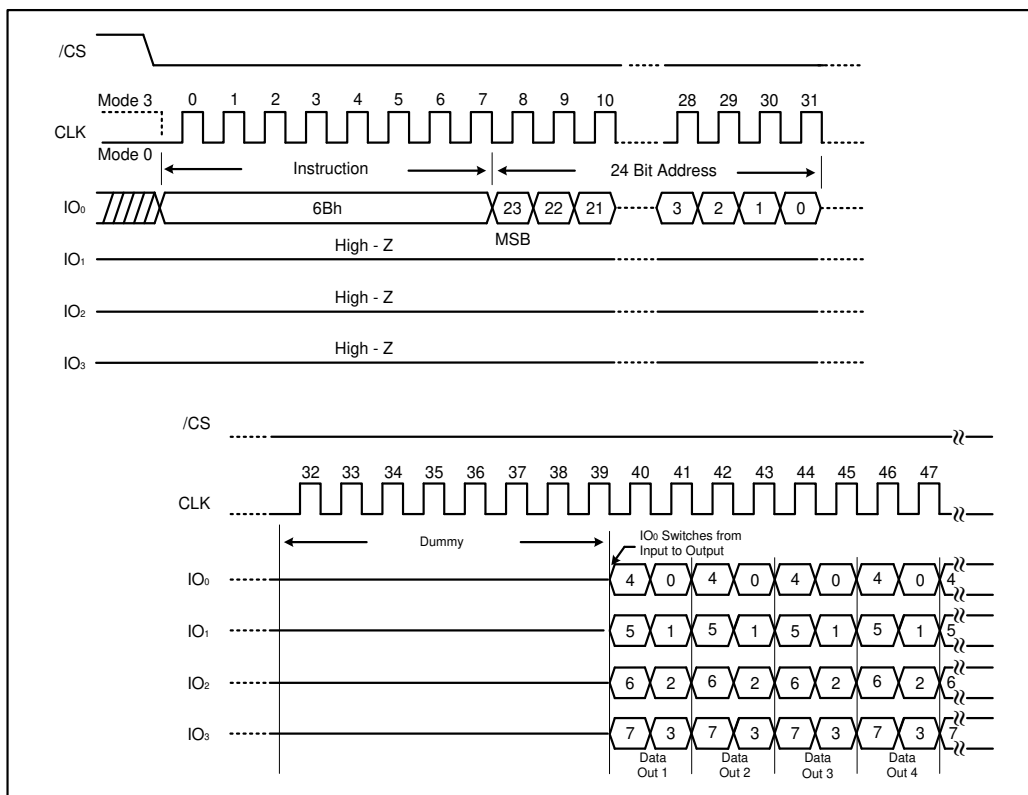 /CS
Mode 3 0 1 2 3 4 5 6 7 8 9 10 28 29 30 31
CLK
Mode 0
Instruction 24 Bit Address
IO₀ 6Bh 23 22 21 3 2 1 0
MSB
High - Z
IO₁
High - Z
IO₂
High - Z
IO₃
/CS
32 33 34 35 36 37 38 39 40 41 42 43 44 45 46 47
CLK
Dummy
IO₀ Switches from
Input to Output
IO₀ 4 0 4 0 4 0 4 0 4
IO₁ 5 1 5 1 5 1 5 1 5
IO₂ 6 2 6 2 6 2 6 2 6
IO₃ 7 3 7 3 7 3 7 3 7
Data Data Data Data
Out 1 Out 2 Out 3 Out 4